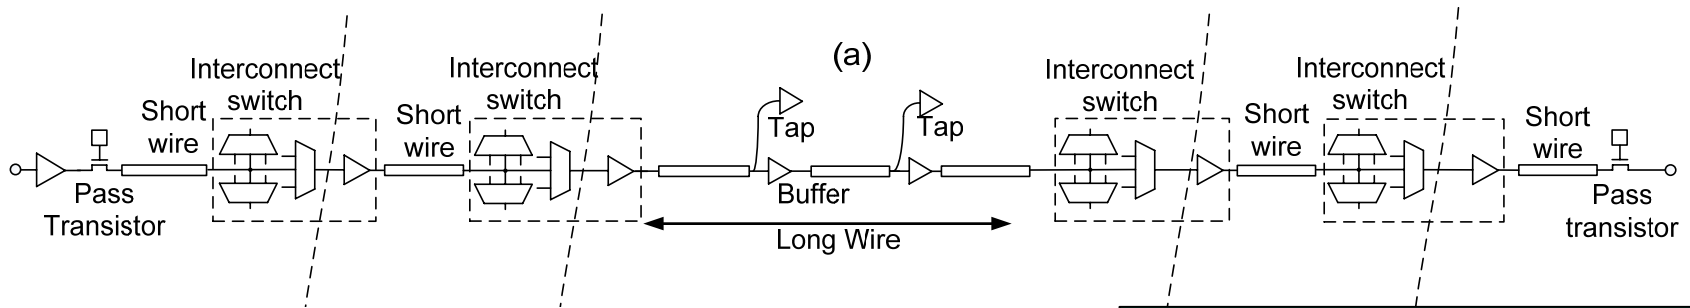 (a)
Interconnect
switch
Interconnect
switch
Interconnect
switch
Interconnect
switch
Short
wire
Short
wire
Short
wire
Short
wire
Tap
Tap
Pass
Transistor
Buffer
Long Wire
Pass
transistor